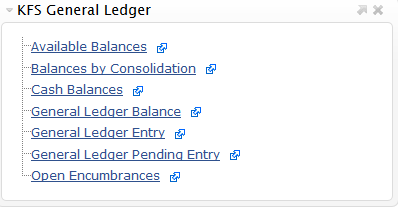 KFS General Ledger
Available Balances
Balances by Consolidation
Cash Balances
General Ledger Balance
General Ledger Entry
General Ledger Pending Entry
Open Encumbrances